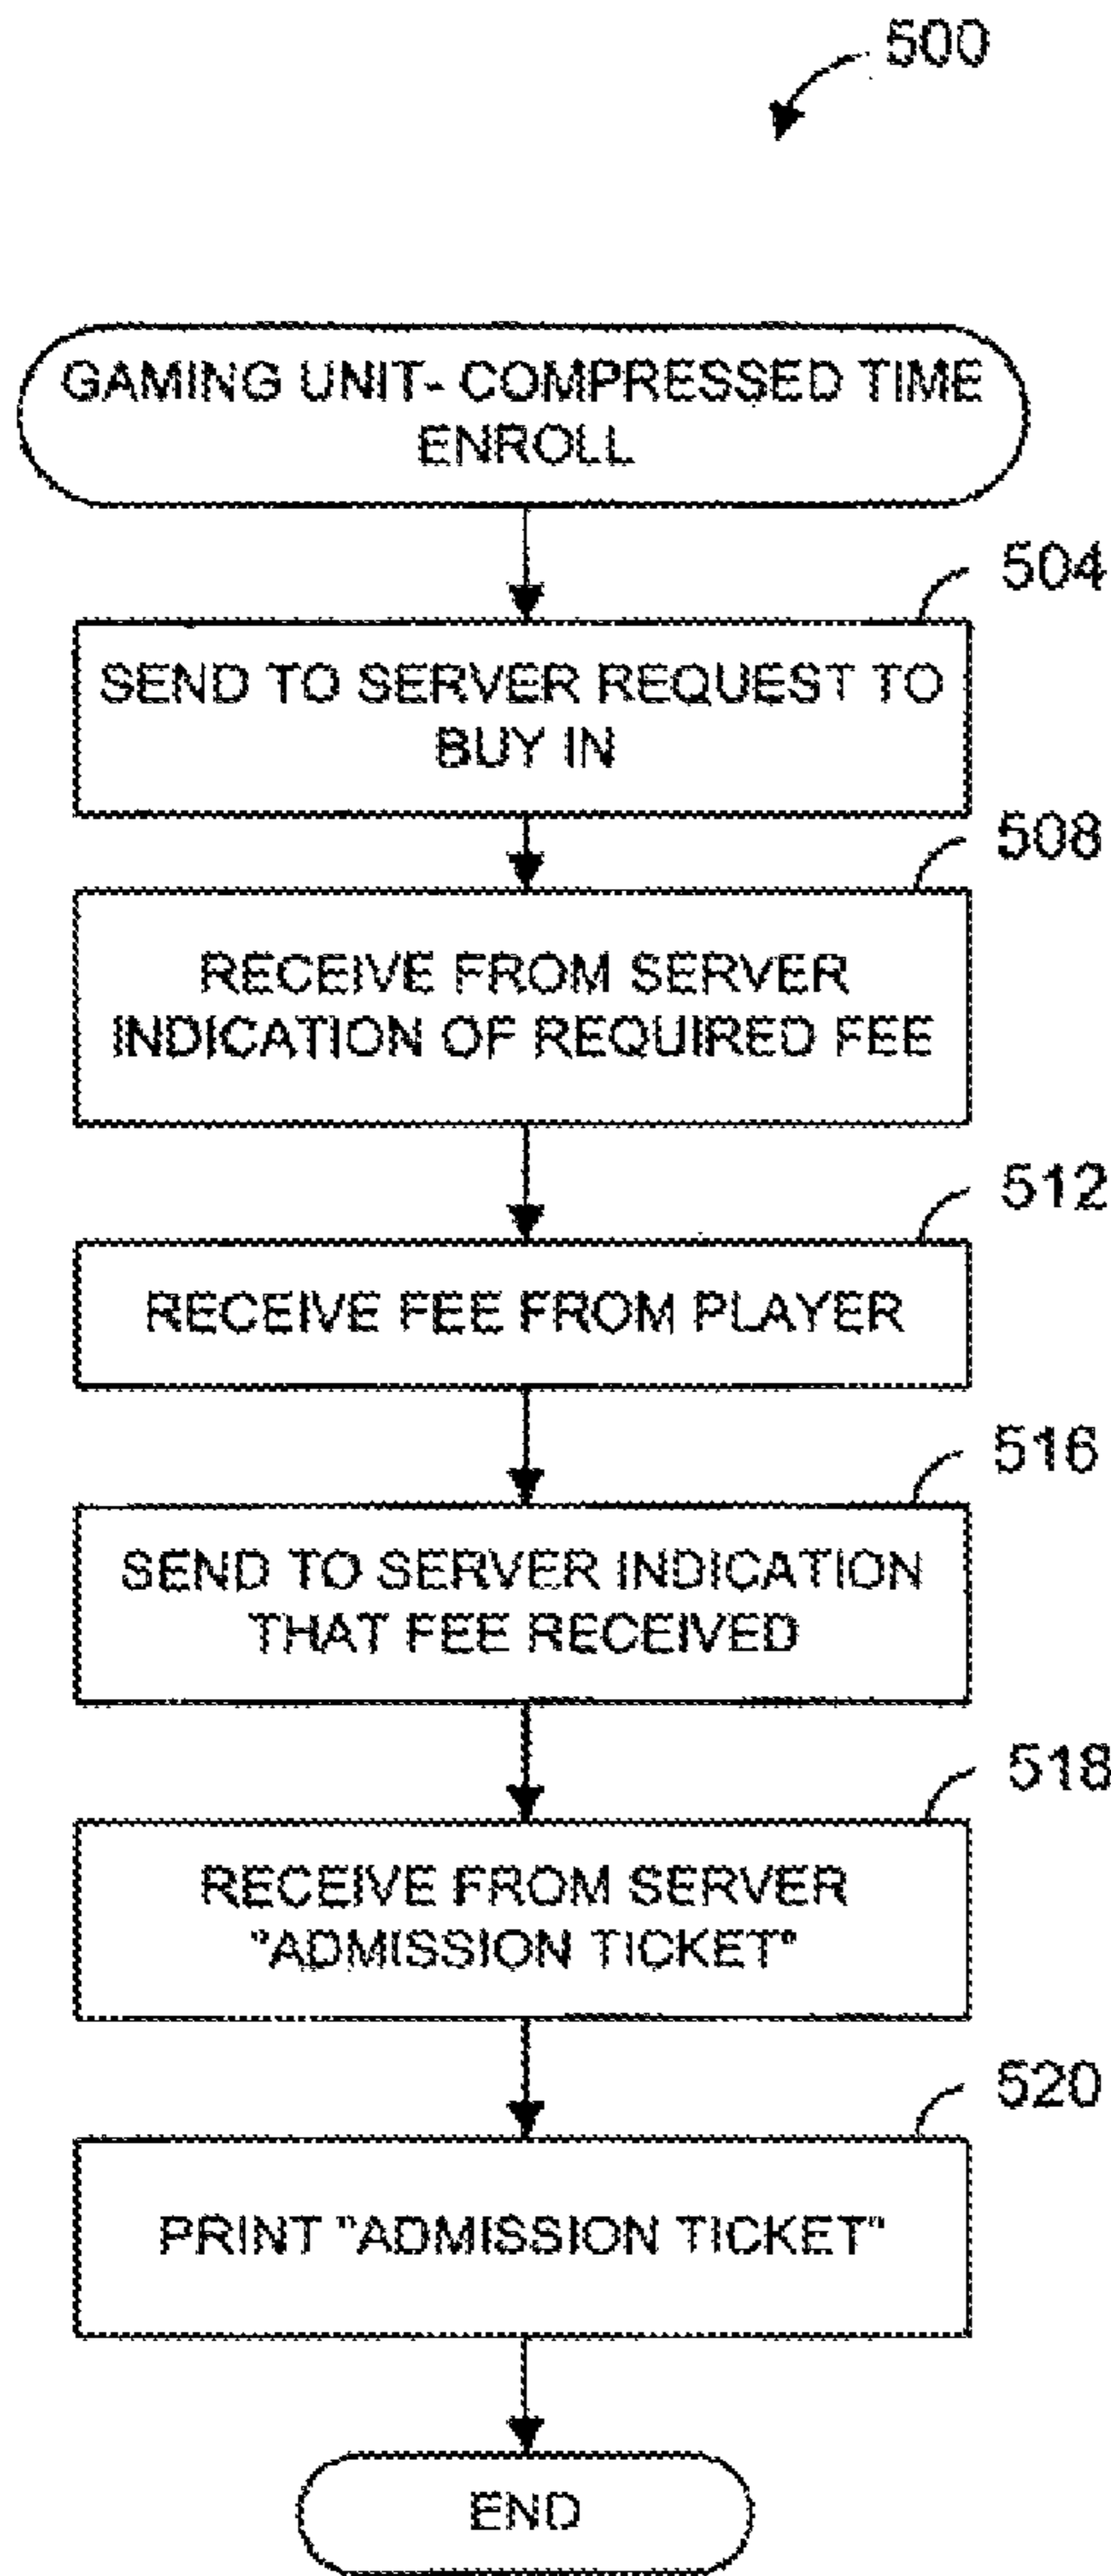 500
GAMING UNIT- COMPRESSED TIME
ENROLL
504
SEND TO SERVER REQUEST TO
BUY IN
508
RECEIVE FROM SERVER
INDICATION OF REQUIRED FEE
512
RECEIVE FEE FROM PLAYER
516
SEND TO SERVER INDICATION
THAT FEE RECEIVED
518
RECEIVE FROM SERVER
"ADMISSION TICKET"
520
PRINT "ADMISSION TICKET"
END